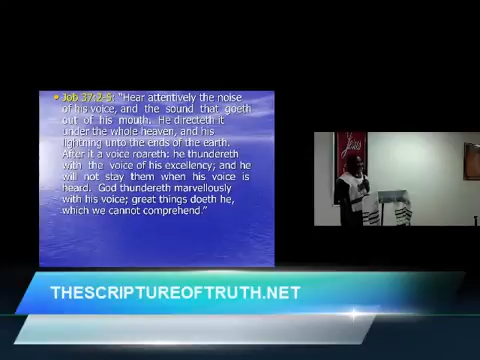 • Job 37:2-5: "Hear attentively the noise
of his voice, and the sound that goeth
out of his mouth. He directeth it
under the whole heaven, and his
lightning unto the ends of the earth.
After it a voice roareth: he thundereth
with the voice of his excellency; and he
will not stay them when his voice is
heard. God thundereth marvellously
with his voice; great things doeth he,
which we cannot comprehend."
Jesus
THESCRIPTUREOFTRUTH.NET